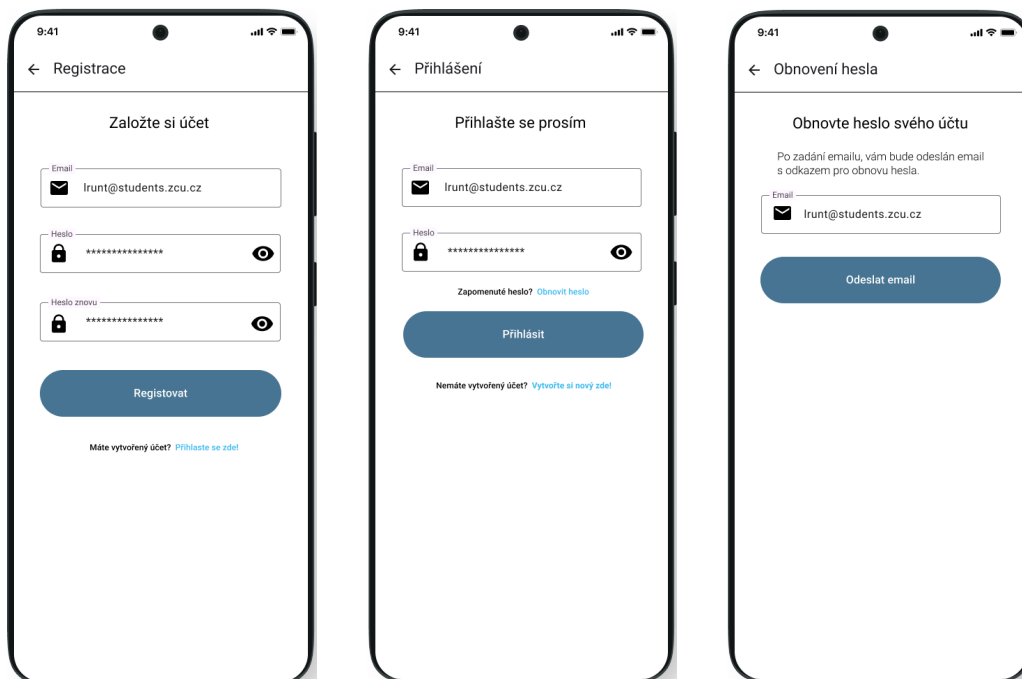 9:41
Registrace
Založte si účet
Email
lrunt@students.zcu.cz
Heslo
***************
Heslo znovu
***************
Registovat
Máte vytvořený účet? Přihlaste se zde!
9:41
Přihlášení
Přihlašte se prosím
Email
lrunt@students.zcu.cz
Heslo
***************
Zapomenuté heslo? Obnovit heslo
Přihlásit
Nemáte vytvořený účet? Vytvořte si nový zde!
9:41
Obnovení hesla
Obnovte heslo svého účtu
Po zadání emailu, vám bude odeslán email
s odkazem pro obnovu hesla.
Email
lrunt@students.zcu.cz
Odeslat email